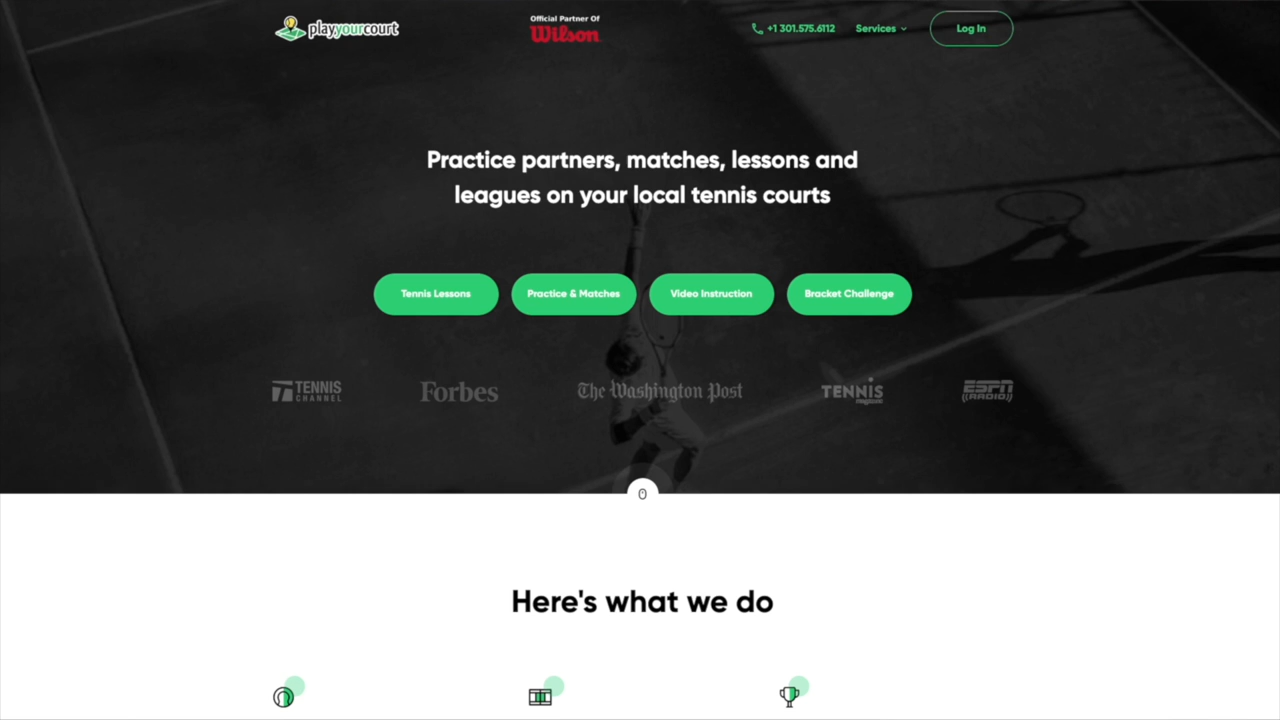 playyourcourt
Official Partner Of
Wilson
+1 301.575.6112
Services
Log In
Practice partners, matches, lessons and
leagues on your local tennis courts
Tennis Lessons
Practice & Matches
Video Instruction
Bracket Challenge
TENNIS
CHANNEL
Forbes
The Washington Post
TENNIS
magazine
ESPN
RADIO
Here's what we do